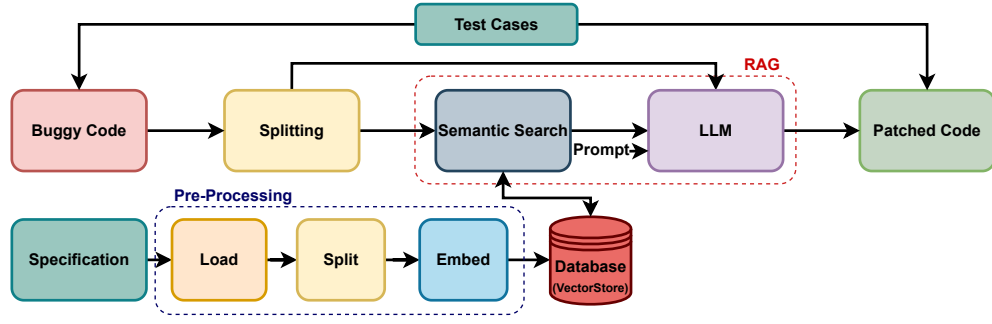 Test Cases
RAG
Buggy Code
Splitting
Semantic Search
Prompt
LLM
Patched Code
Pre-Processing
Specification
Load
Split
Embed
Database
(VectorStore)